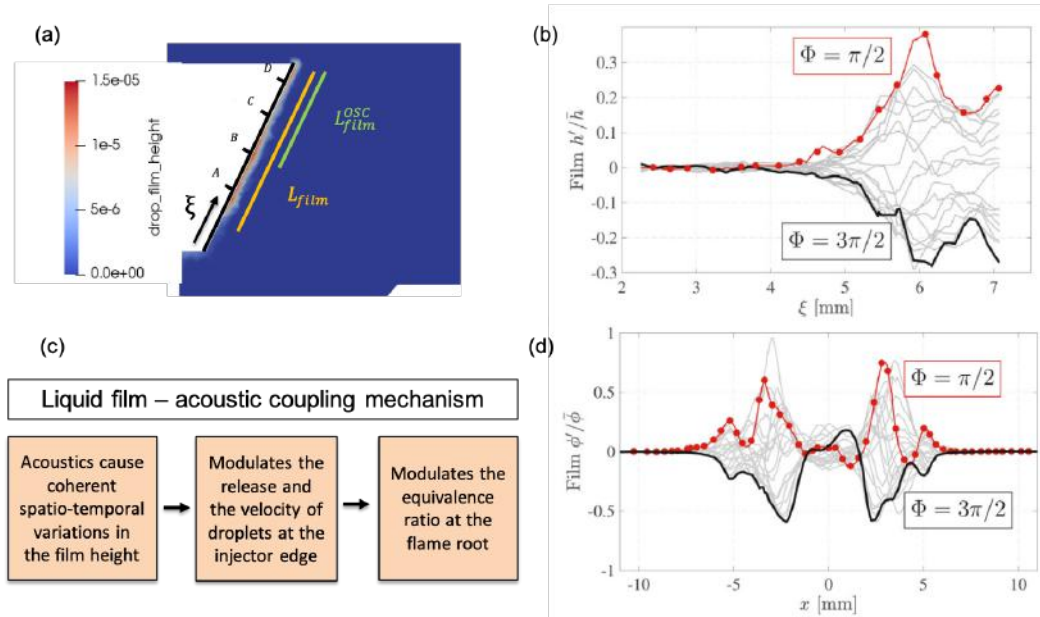 (a)
1.5e-05
1e-5
5e-6
0.0e+00
drop_film_height
D
C
B
A
ξ
L_film^OSC
L_film
(b)
Φ = π/2
Φ = 3π/2
0.3
0.2
0.1
0
-0.1
-0.2
-0.3
Film h′/h̄
2 3 4 5 6 7
ξ [mm]
(c)
Liquid film – acoustic coupling mechanism
Acoustics cause
coherent
spatio-temporal
variations in
the film height
Modulates the
release and
the velocity of
droplets at the
injector edge
Modulates the
equivalence
ratio at the
flame root
(d)
Φ = π/2
Φ = 3π/2
1
0.5
0
-0.5
-1
Film ϕ′/ϕ̄
-10 -5 0 5 10
x [mm]